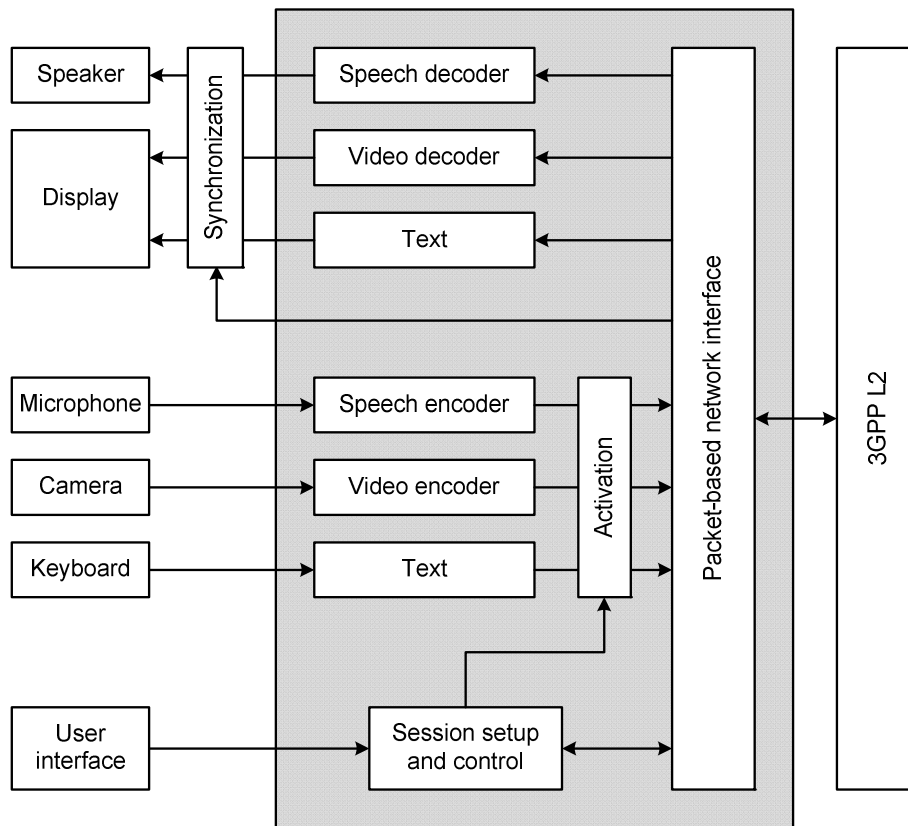 Speaker
Display
Synchronization
Speech decoder
Video decoder
Text
Microphone
Camera
Keyboard
Speech encoder
Video encoder
Text
Activation
User
interface
Session setup
and control
Packet-based network interface
3GPP L2